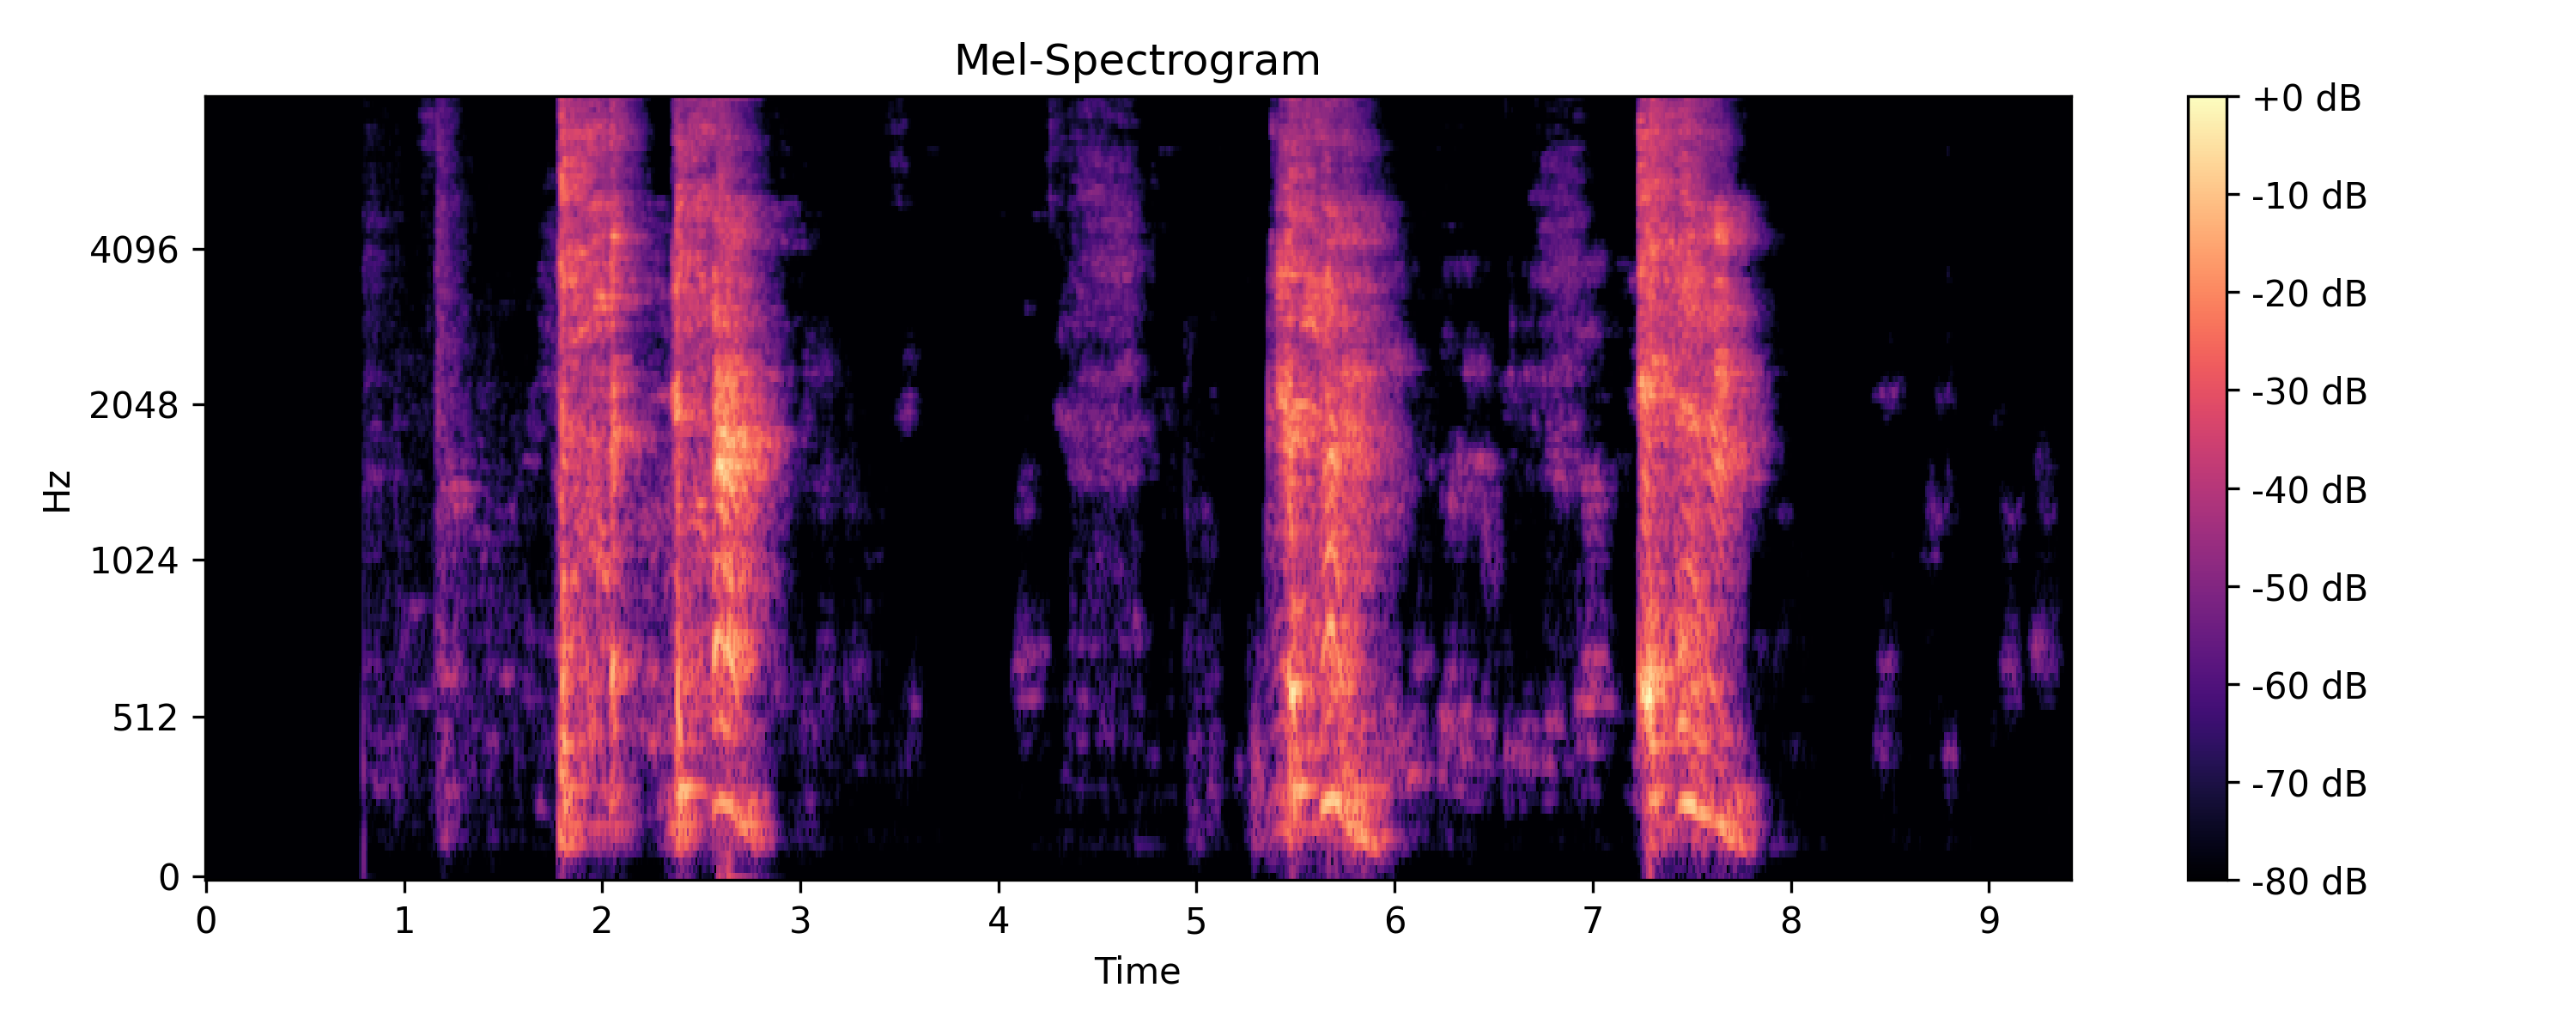 Mel-Spectrogram
+0 dB
-10 dB
-20 dB
-30 dB
-40 dB
-50 dB
-60 dB
-70 dB
-80 dB
Hz
4096
2048
1024
512
0
0 1 2 3 4 5 6 7 8 9
Time